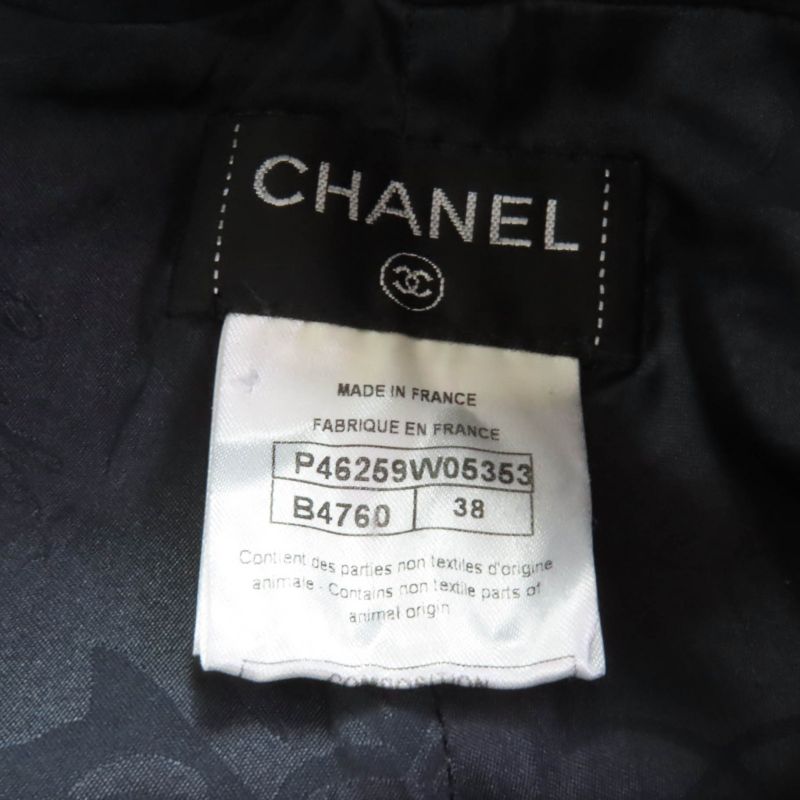 CHANEL
MADE IN FRANCE
FABRIQUE EN FRANCE
P46259W05353
B4760 38
Contient des parties non textiles d'origine
animale - Contains non textile parts of
animal origin
COMPOSITION